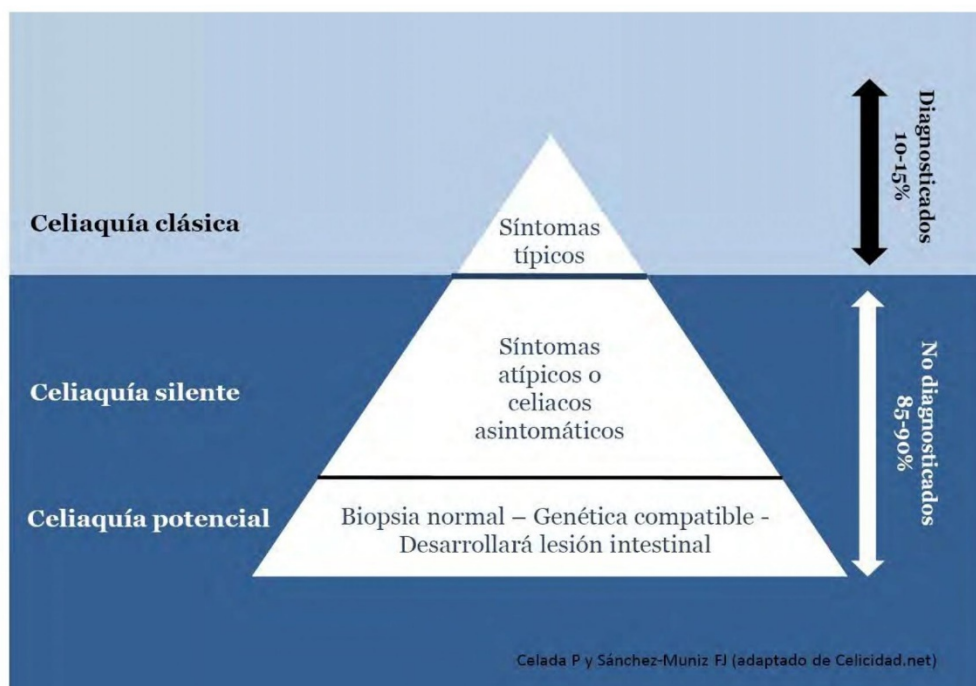 Diagnosticados
10-15%
Celiaquía clásica
Síntomas
típicos
Celiaquía silente
Síntomas
atípicos o
celiacos
asintomáticos
No diagnosticados
85-90%
Celiaquía potencial
Biopsia normal – Genética compatible -
Desarrollará lesión intestinal
Celada P y Sánchez-Muniz FJ (adaptado de Celicidad.net)